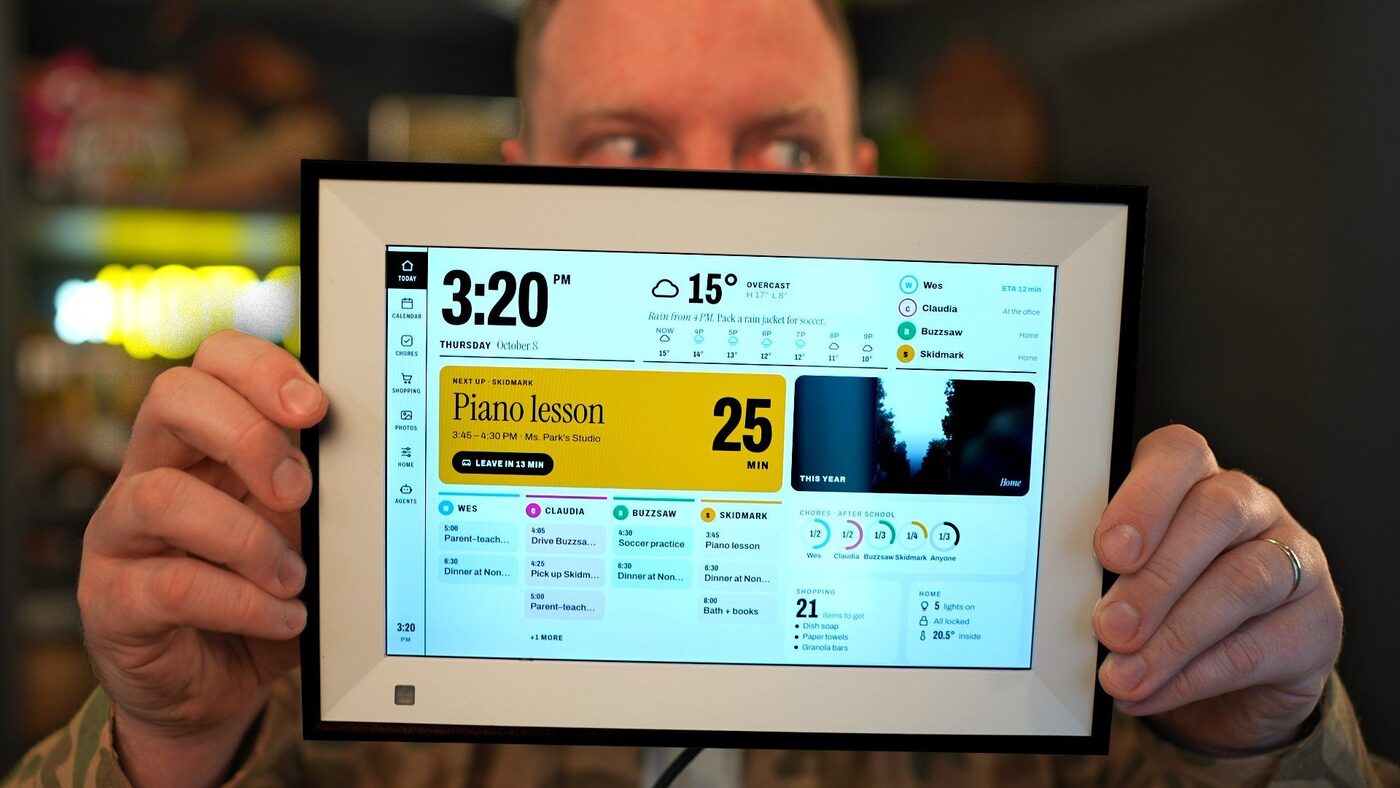 TODAY
CALENDAR
CHORES
SHOPPING
PHOTOS
HOME
AGENTS
3:20
PM
3:20 PM
THURSDAY October 8
15° OVERCAST
H 17° L 8°
Rain from 4 PM. Pack a rain jacket for soccer.
NOW 4P 5P 6P 7P 8P 9P
15° 14° 13° 12° 12° 11° 10°
W Wes ETA 12 min
C Claudia At the office
B Buzzsaw Home
S Skidmark Home
NEXT UP · SKIDMARK
Piano lesson
3:45 – 4:30 PM · Ms. Park's Studio
LEAVE IN 13 MIN
25
MIN
THIS YEAR
Home
W WES
5:00
Parent–teach...
6:30
Dinner at Non...
C CLAUDIA
4:05
Drive Buzzsa...
4:25
Pick up Skidm...
5:00
Parent–teach...
+1 MORE
B BUZZSAW
4:30
Soccer practice
6:30
Dinner at Non...
S SKIDMARK
3:45
Piano lesson
6:30
Dinner at Non...
8:00
Bath + books
CHORES · AFTER SCHOOL
1/2 1/2 1/3 1/4 1/3
Wes Claudia Buzzsaw Skidmark Anyone
SHOPPING
21 items to get
• Dish soap
• Paper towels
• Granola bars
HOME
5 lights on
All locked
20.5° inside